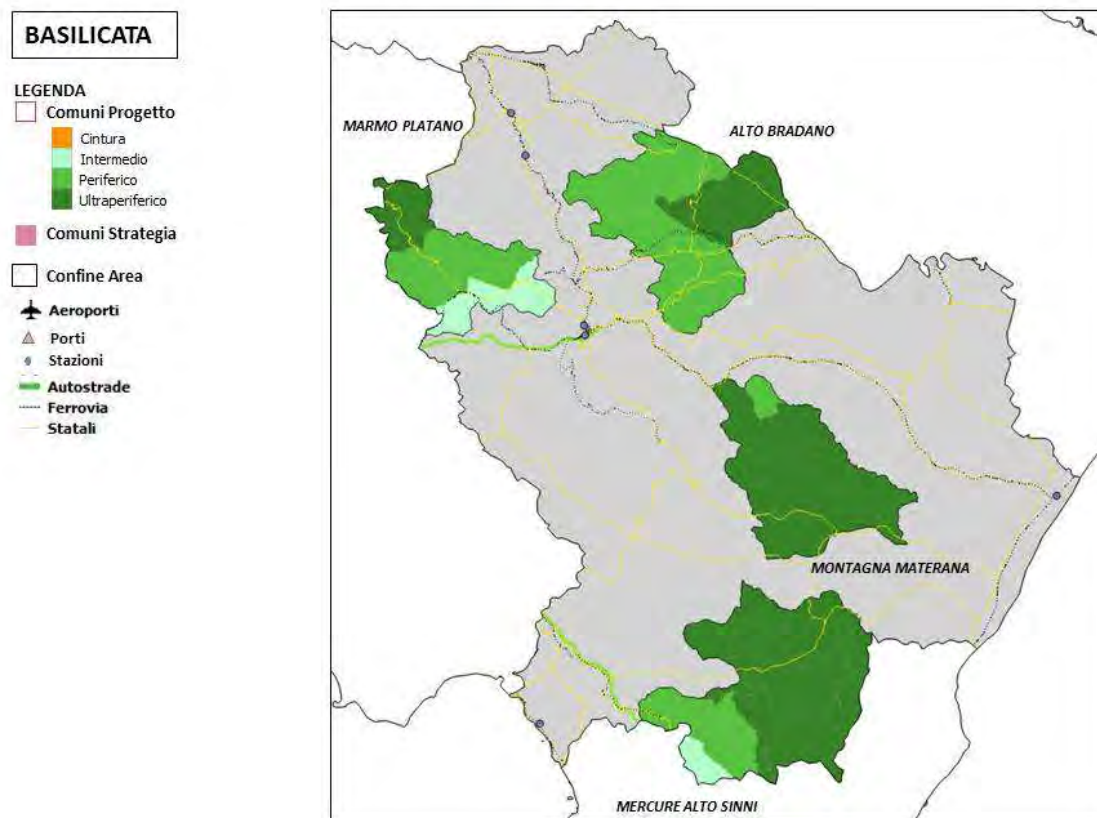 BASILICATA
LEGENDA
Comuni Progetto
Cintura
Intermedio
Periferico
Ultraperiferico
Comuni Strategia
Confine Area
Aeroporti
Porti
Stazioni
Autostrade
Ferrovia
Statali
MARMO PLATANO
ALTO BRADANO
MONTAGNA MATERANA
MERCURE ALTO SINNI